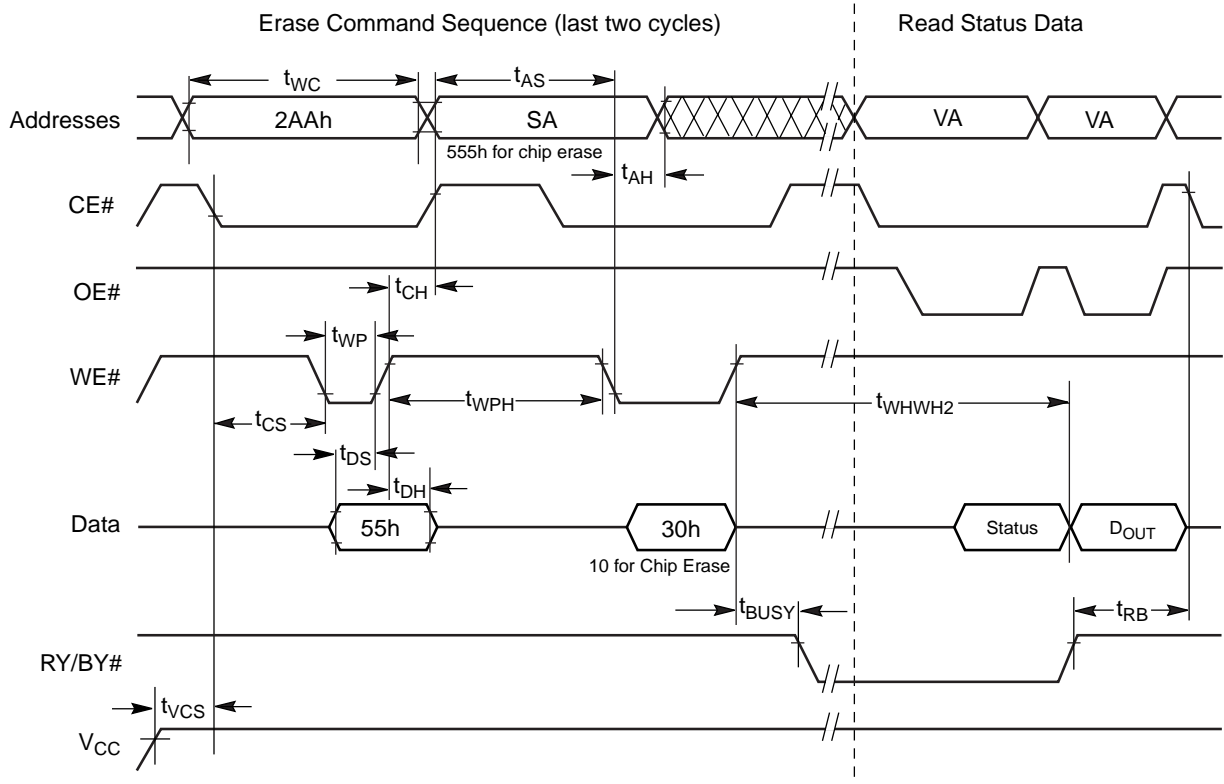 Erase Command Sequence (last two cycles) Read Status Data
tWC tAS
Addresses 2AAh SA VA VA
555h for chip erase
tAH
CE#
OE#
tCH
tWP
WE#
tWPH tWHWH2
tCS
tDS
tDH
Data 55h 30h Status DOUT
10 for Chip Erase
tBUSY tRB
RY/BY#
tVCS
VCC